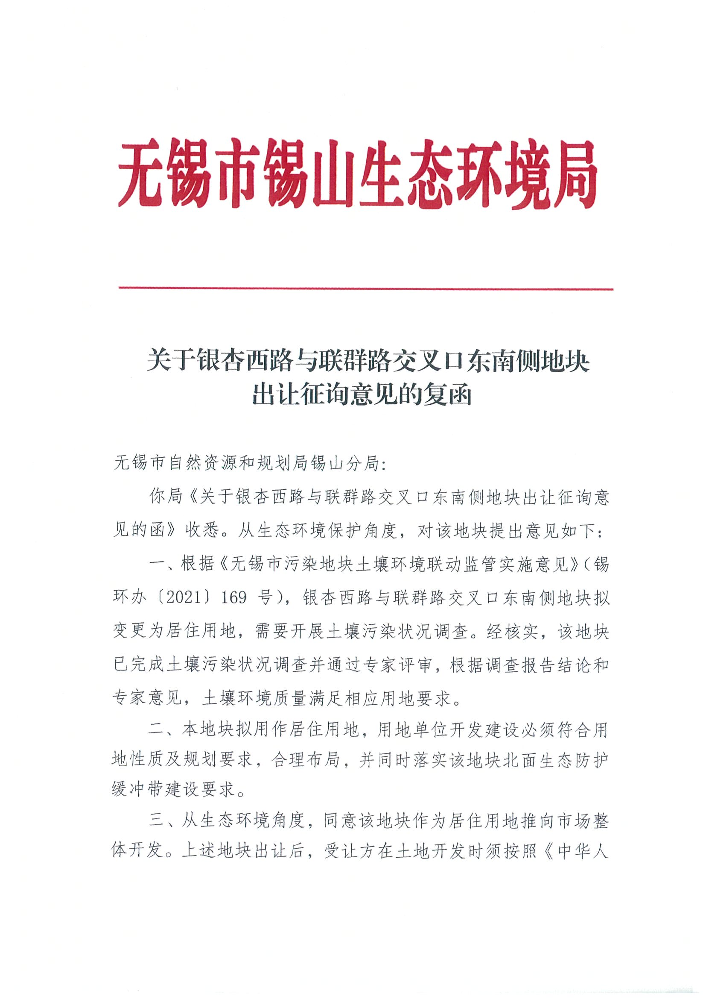 无锡市锡山生态环境局
关于银杏西路与联群路交叉口东南侧地块
出让征询意见的复函
无锡市自然资源和规划局锡山分局:
你局《关于银杏西路与联群路交叉口东南侧地块出让征询意
见的函》收悉。从生态环境保护角度，对该地块提出意见如下：
一、根据《无锡市污染地块土壤环境联动监管实施意见》（锡
环办〔2021〕169 号），银杏西路与联群路交叉口东南侧地块拟
变更为居住用地，需要开展土壤污染状况调查。经核实，该地块
已完成土壤污染状况调查并通过专家评审，根据调查报告结论和
专家意见，土壤环境质量满足相应用地要求。
二、本地块拟用作居住用地，用地单位开发建设必须符合用
地性质及规划要求，合理布局，并同时落实该地块北面生态防护
缓冲带建设要求。
三、从生态环境角度，同意该地块作为居住用地推向市场整
体开发。上述地块出让后，受让方在土地开发时须按照《中华人